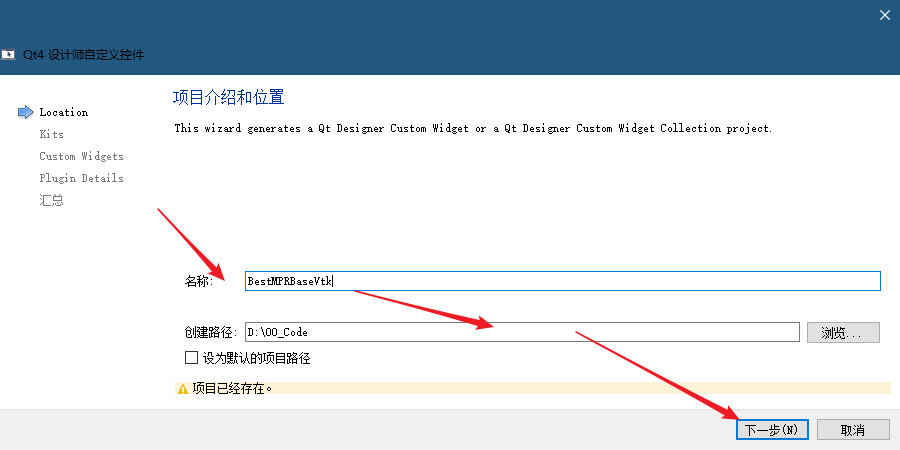 Qt4 设计师自定义控件
Location
Kits
Custom Widgets
Plugin Details
汇总
项目介绍和位置
This wizard generates a Qt Designer Custom Widget or a Qt Designer Custom Widget Collection project.
名称:
BestMPRBaseVtk
创建路径:
D:\00_Code
浏览...
设为默认的项目路径
项目已经存在。
下一步(N)
取消